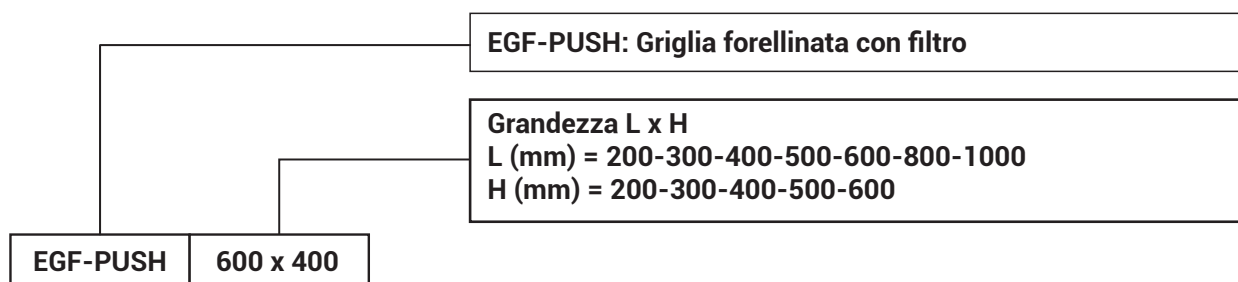 EGF-PUSH: Griglia forellinata con filtro
Grandezza L x H
L (mm) = 200-300-400-500-600-800-1000
H (mm) = 200-300-400-500-600
EGF-PUSH 600 x 400